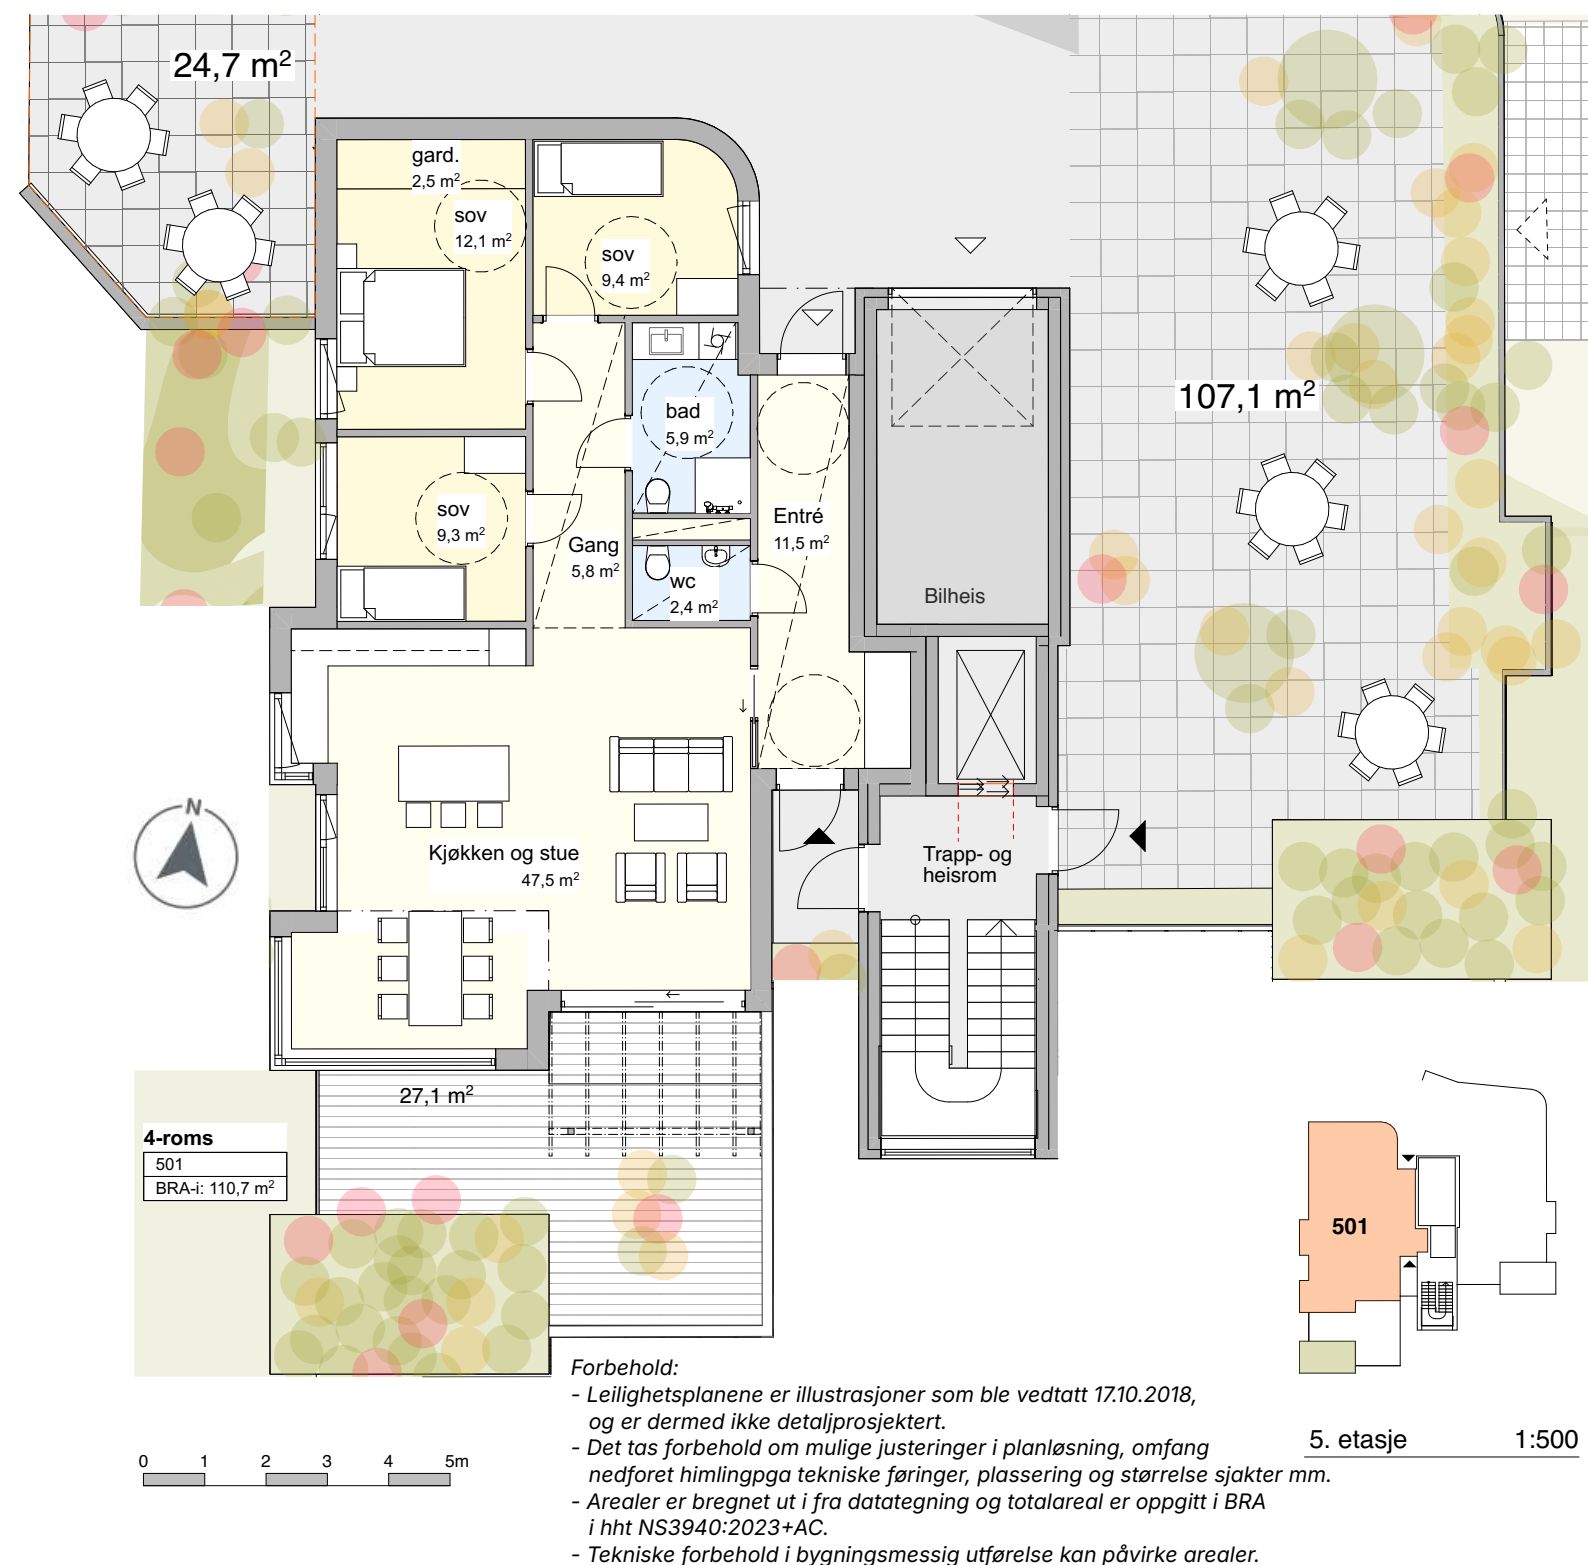 24,7 m²
gard.
2,5 m²
sov
12,1 m²
sov
9,4 m²
107,1 m²
bad
5,9 m²
sov
9,3 m²
Entré
11,5 m²
Gang
5,8 m²
wc
2,4 m²
Bilheis
N
Kjøkken og stue
47,5 m²
Trapp- og
heisrom
27,1 m²
4-roms
501
BRA-i: 110,7 m²
501
Forbehold:
- Leilighetsplanene er illustrasjoner som ble vedtatt 17.10.2018,
og er dermed ikke detaljprosjektert.
- Det tas forbehold om mulige justeringer i planløsning, omfang
nedforet himlingpga tekniske føringer, plassering og størrelse sjakter mm.
- Arealer er bregnet ut i fra datategning og totalareal er oppgitt i BRA
i hht NS3940:2023+AC.
- Tekniske forbehold i bygningsmessig utførelse kan påvirke arealer.
5. etasje 1:500
0 1 2 3 4 5m